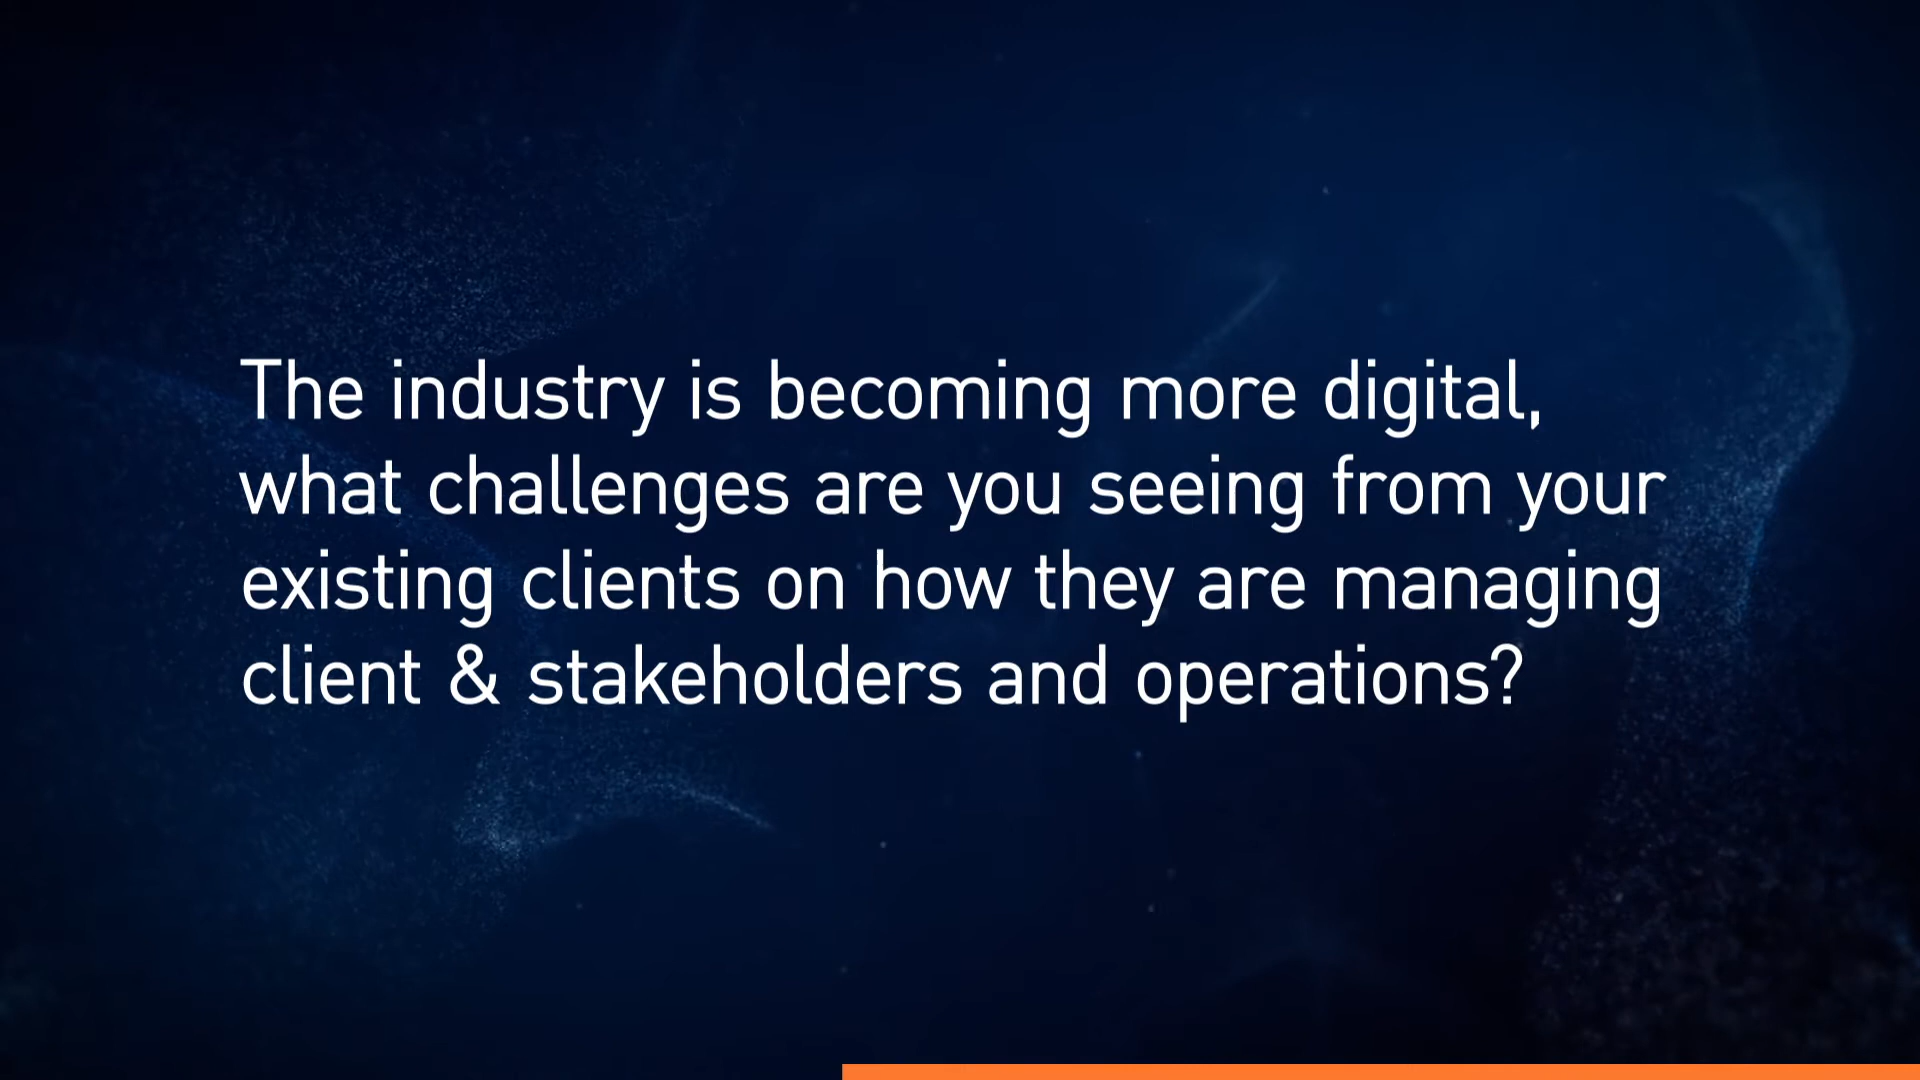 The industry is becoming more digital,
what challenges are you seeing from your
existing clients on how they are managing
client & stakeholders and operations?